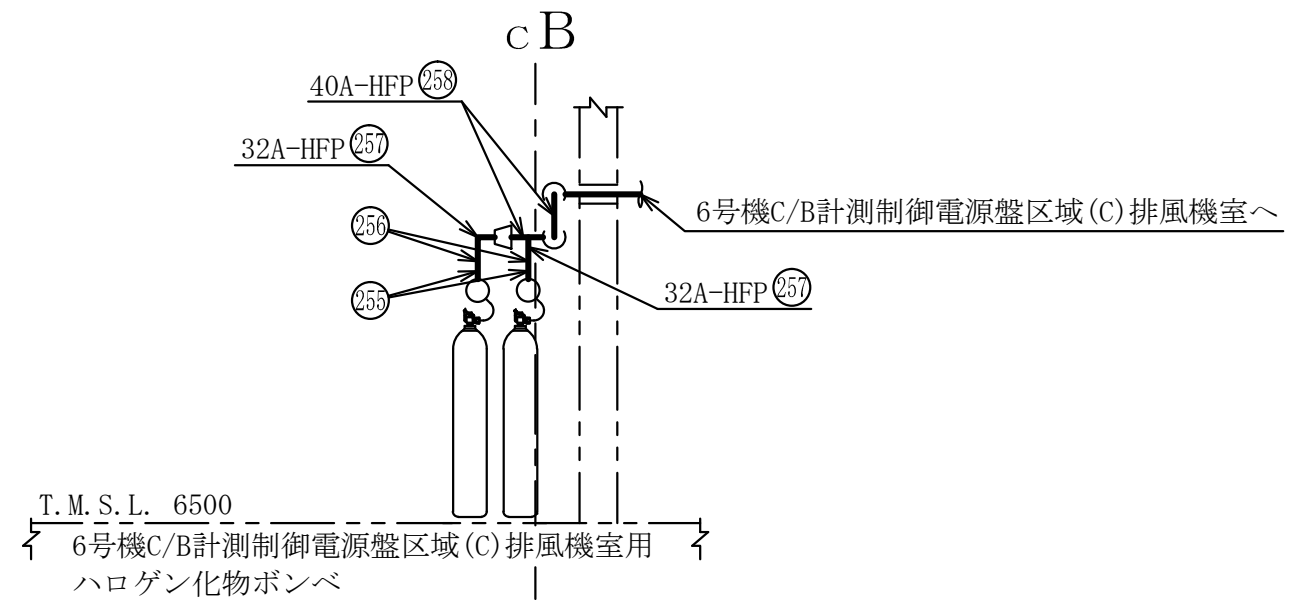 cB
40A-HFP 258
32A-HFP 257
6号機C/B計測制御電源盤区域(C)排風機室へ
256
255
32A-HFP 257
T.M.S.L. 6500
6号機C/B計測制御電源盤区域(C)排風機室用
ハロゲン化物ボンベ